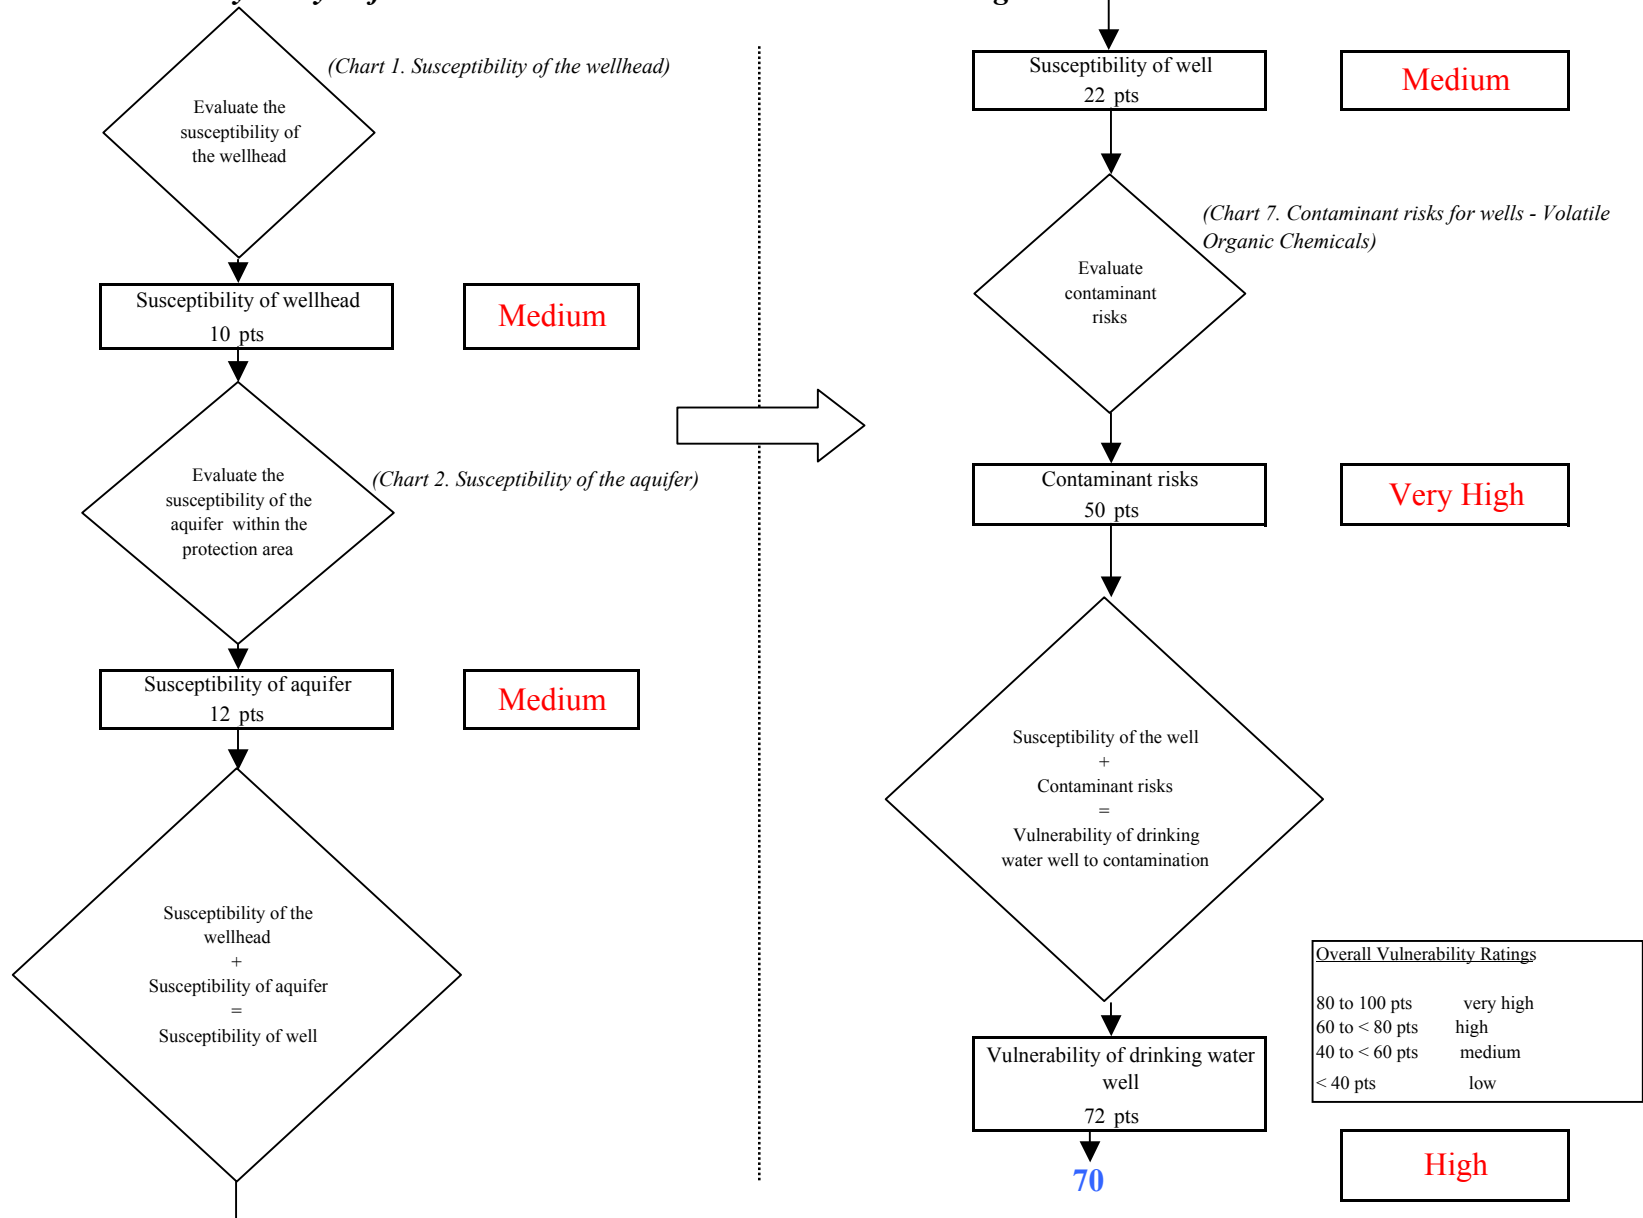 (Chart 1. Susceptibility of the wellhead)
Evaluate the
susceptibility of
the wellhead
Susceptibility of wellhead
10 pts
Medium
Evaluate the
susceptibility of the
aquifer within the
protection area
(Chart 2. Susceptibility of the aquifer)
Susceptibility of aquifer
12 pts
Medium
Susceptibility of the
wellhead
+
Susceptibility of aquifer
=
Susceptibility of well
Susceptibility of well
22 pts
Medium
(Chart 7. Contaminant risks for wells - Volatile
Organic Chemicals)
Evaluate
contaminant
risks
Contaminant risks
50 pts
Very High
Susceptibility of the well
+
Contaminant risks
=
Vulnerability of drinking
water well to contamination
Overall Vulnerability Ratings
80 to 100 pts very high
60 to < 80 pts high
40 to < 60 pts medium
< 40 pts low
Vulnerability of drinking water
well
72 pts
70
High